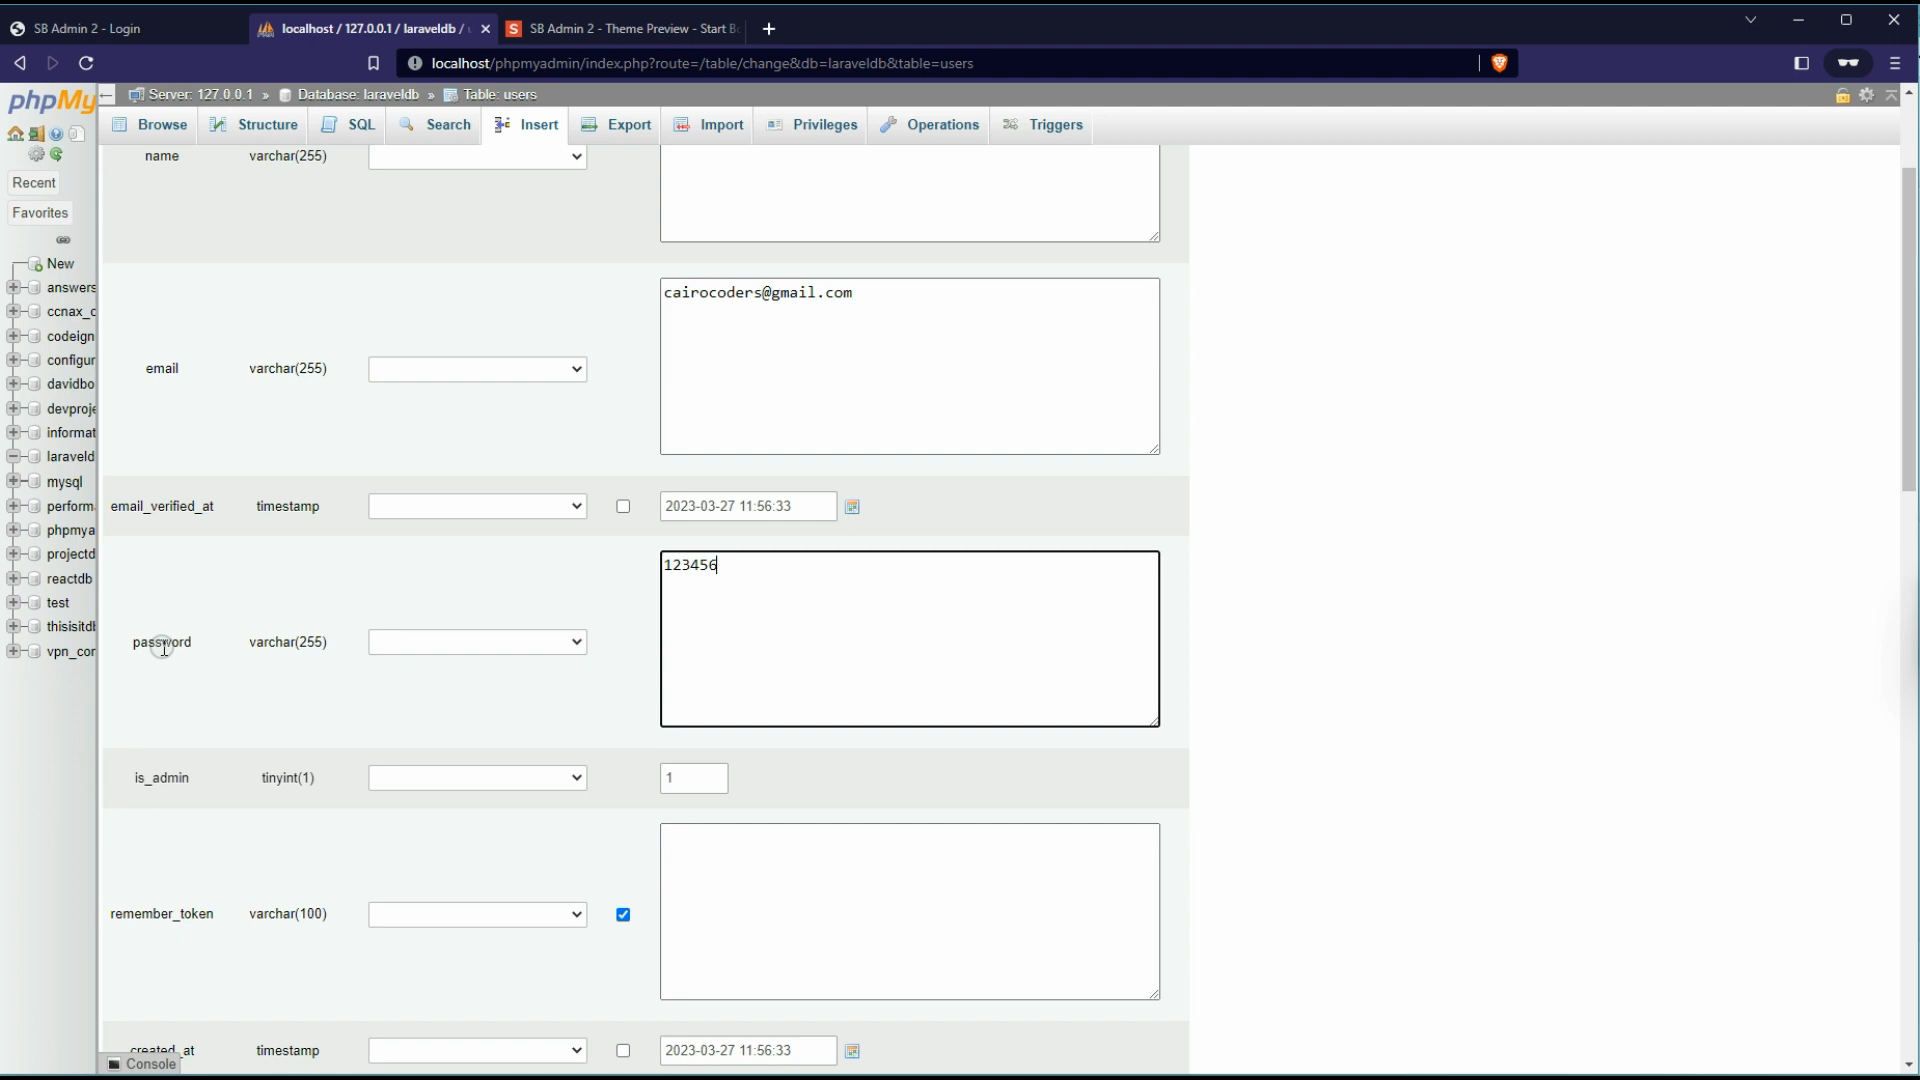 SB Admin 2 - Login
localhost / 127.0.0.1 / laraveldb /
SB Admin 2 - Theme Preview - Start B
localhost/phpmyadmin/index.php?route=/table/change&db=laraveldb&table=users
phpMy
Server: 127.0.0.1 » Database: laraveldb » Table: users
Browse Structure SQL Search Insert Export Import Privileges Operations Triggers
Recent
Favorites
New
answers
ccnax_c
codeign
configur
davidbo
devproje
informat
laraveld
mysql
perform
phpmya
projectd
reactdb
test
thisisitd
vpn_cor
name varchar(255)
email varchar(255) cairocoders@gmail.com
email_verified_at timestamp 2023-03-27 11:56:33
password varchar(255) 123456
is_admin tinyint(1) 1
remember_token varchar(100)
created_at timestamp 2023-03-27 11:56:33
Console